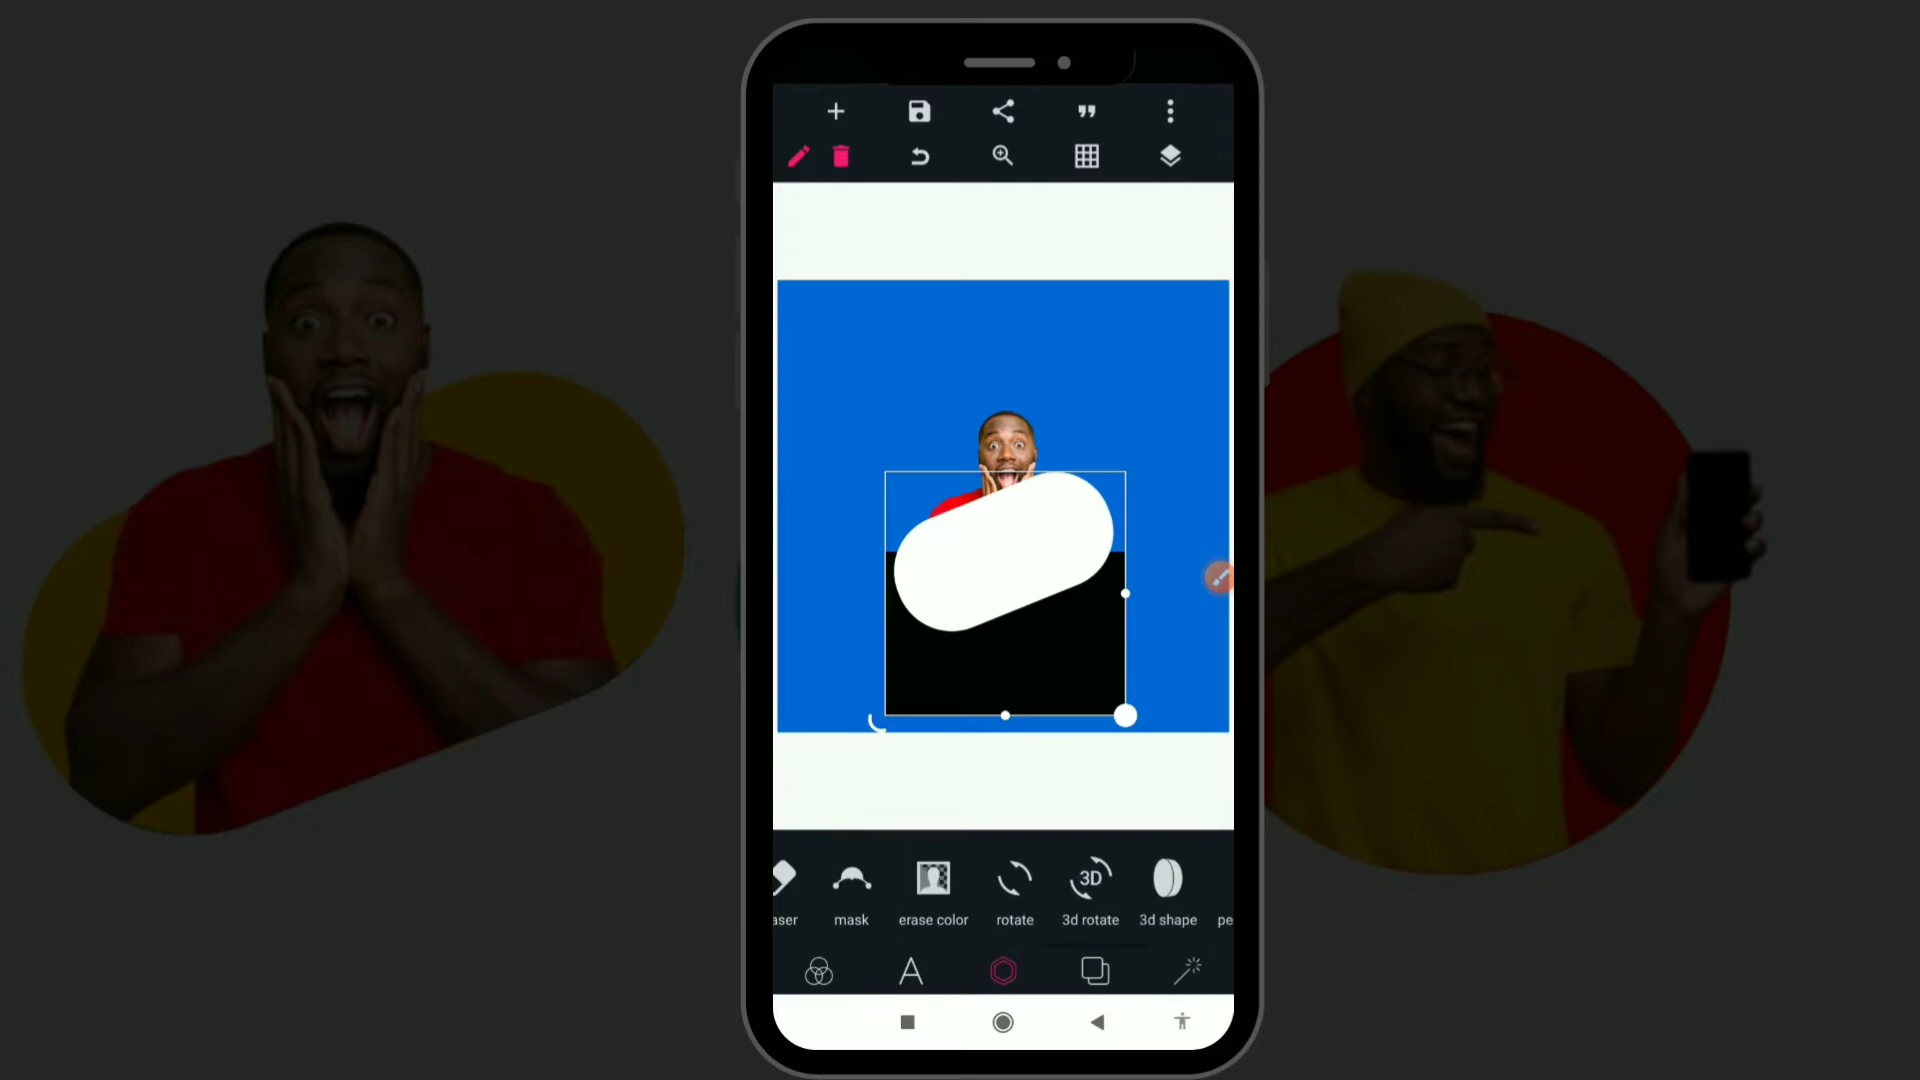 aser
mask
erase color
rotate
3D
3d rotate
3d shape
pe